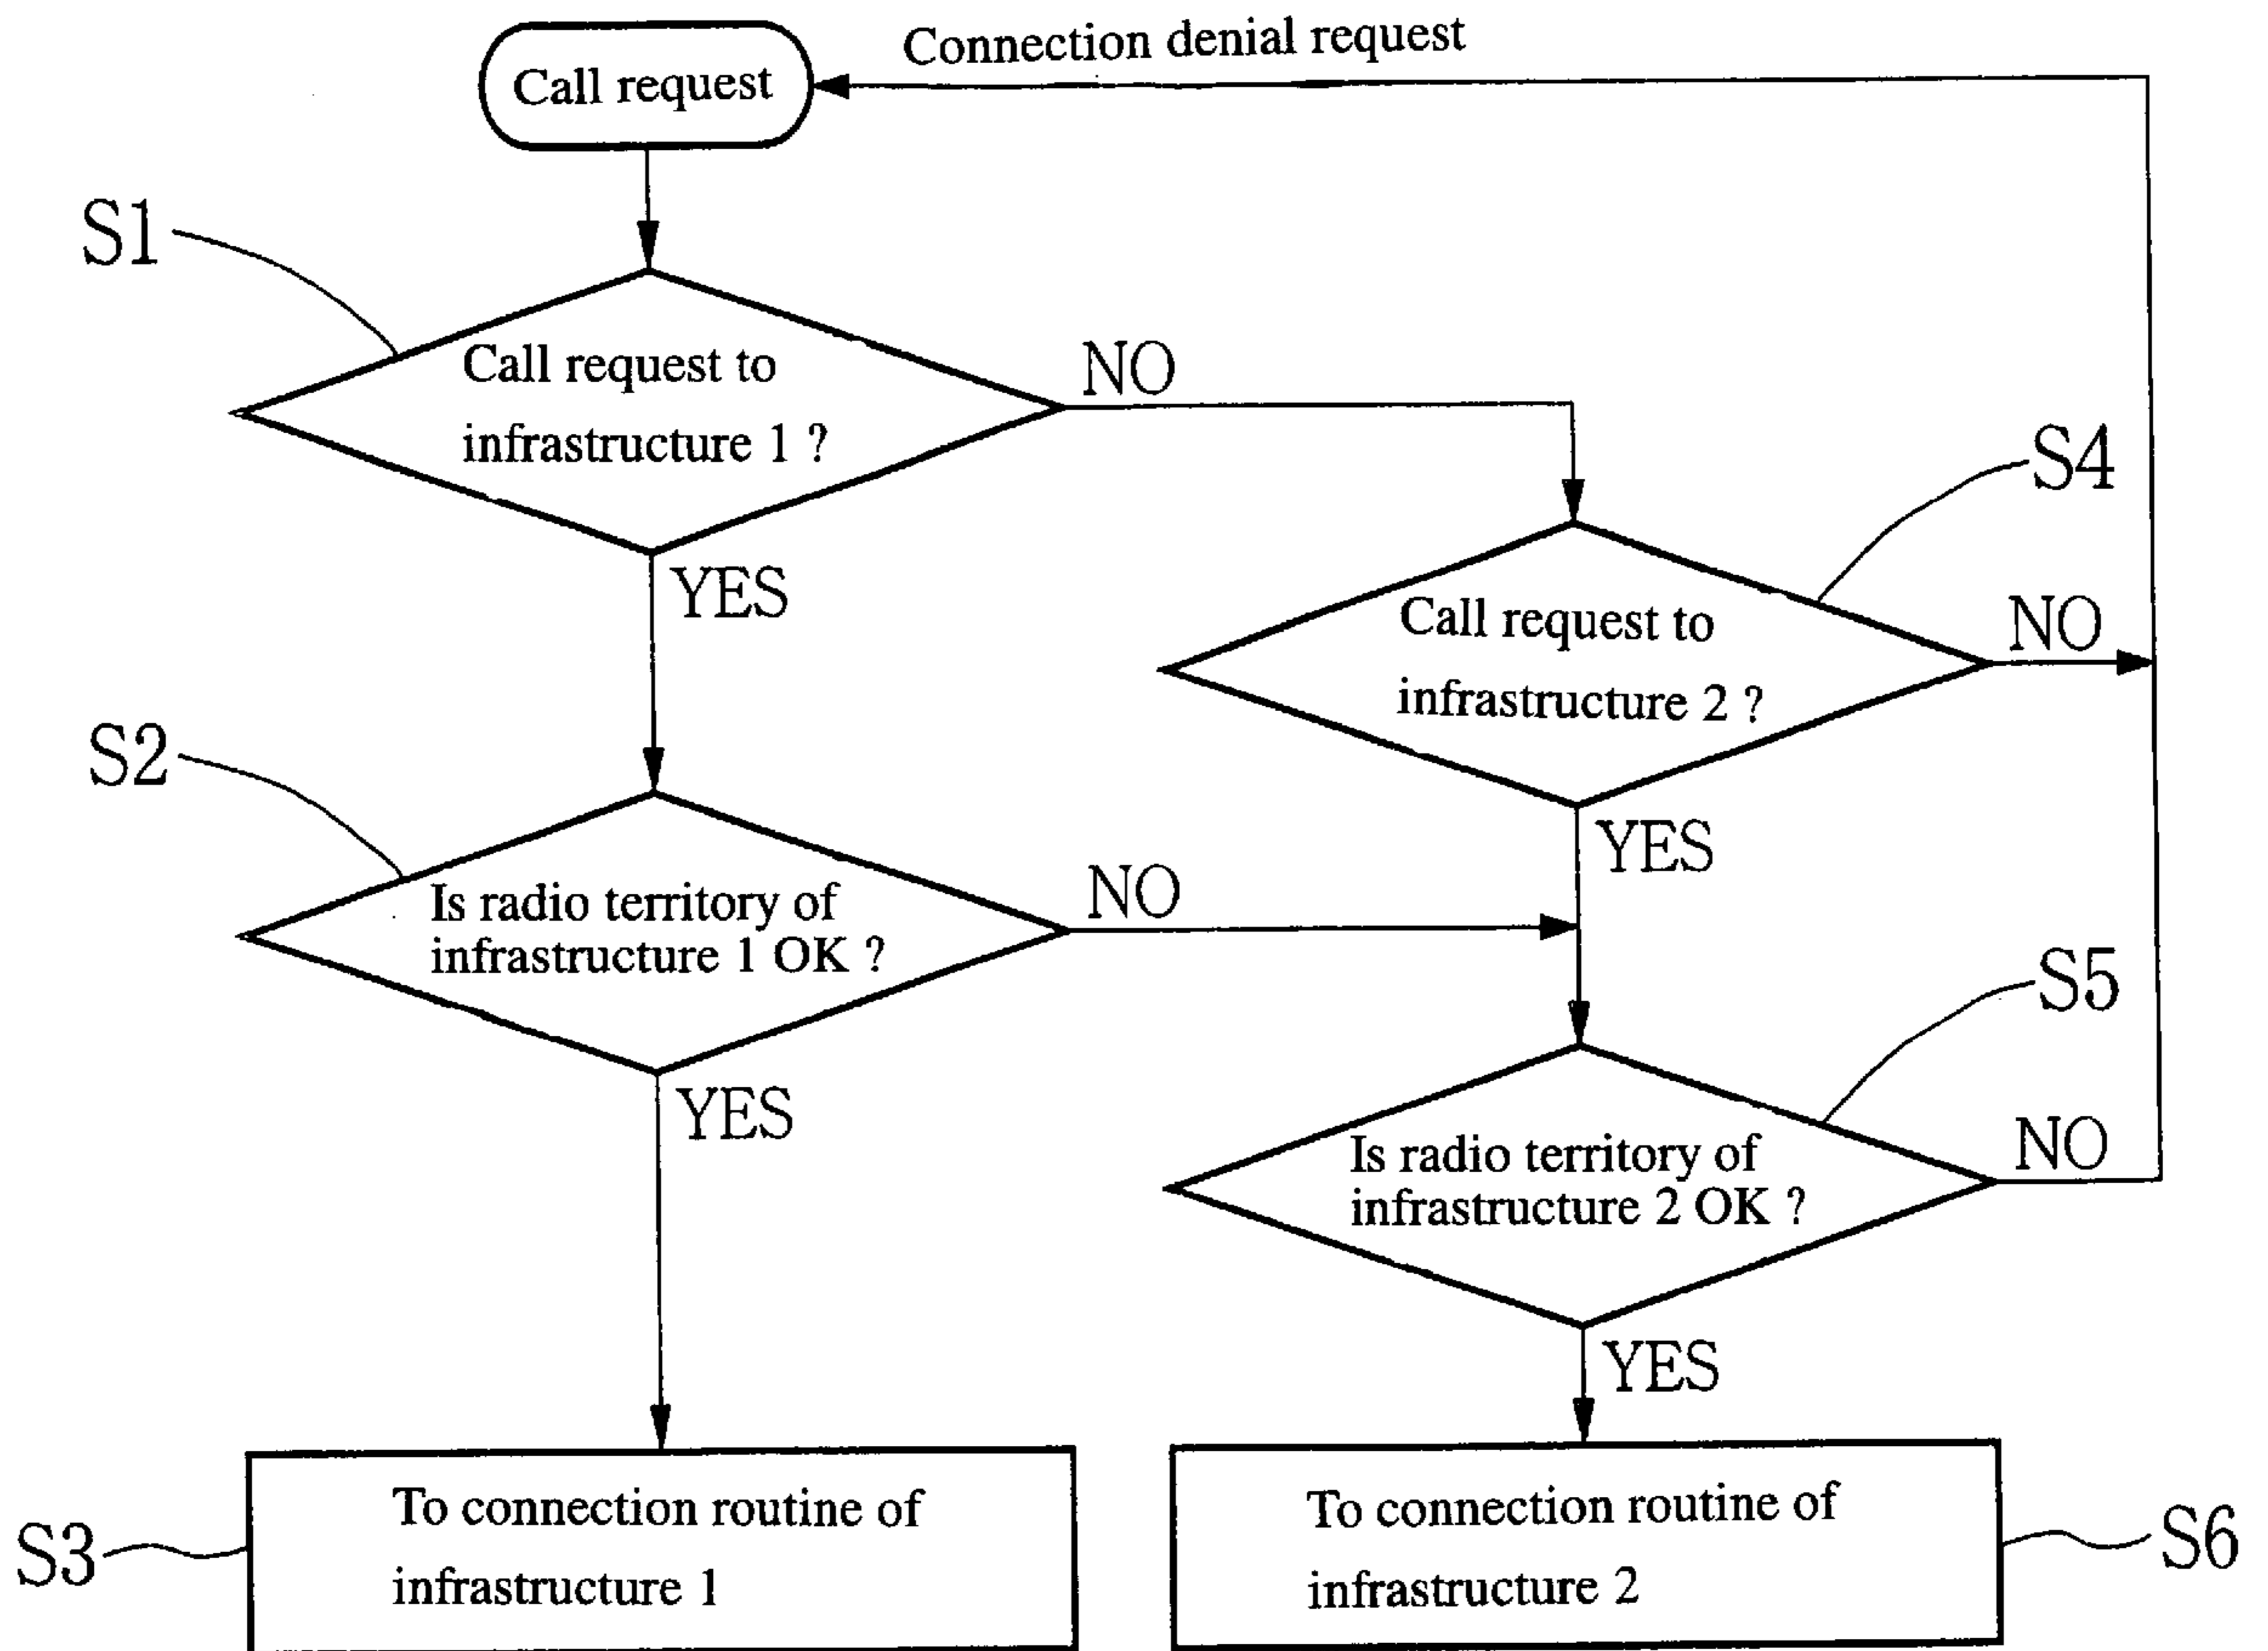 Connection denial request
Call request
S1
Call request to
infrastructure 1 ?
NO
YES
S4
Call request to
infrastructure 2 ?
NO
YES
S2
Is radio territory of
infrastructure 1 OK ?
NO
YES
S5
Is radio territory of
infrastructure 2 OK ?
NO
YES
S3
To connection routine of
infrastructure 1
To connection routine of
infrastructure 2
S6